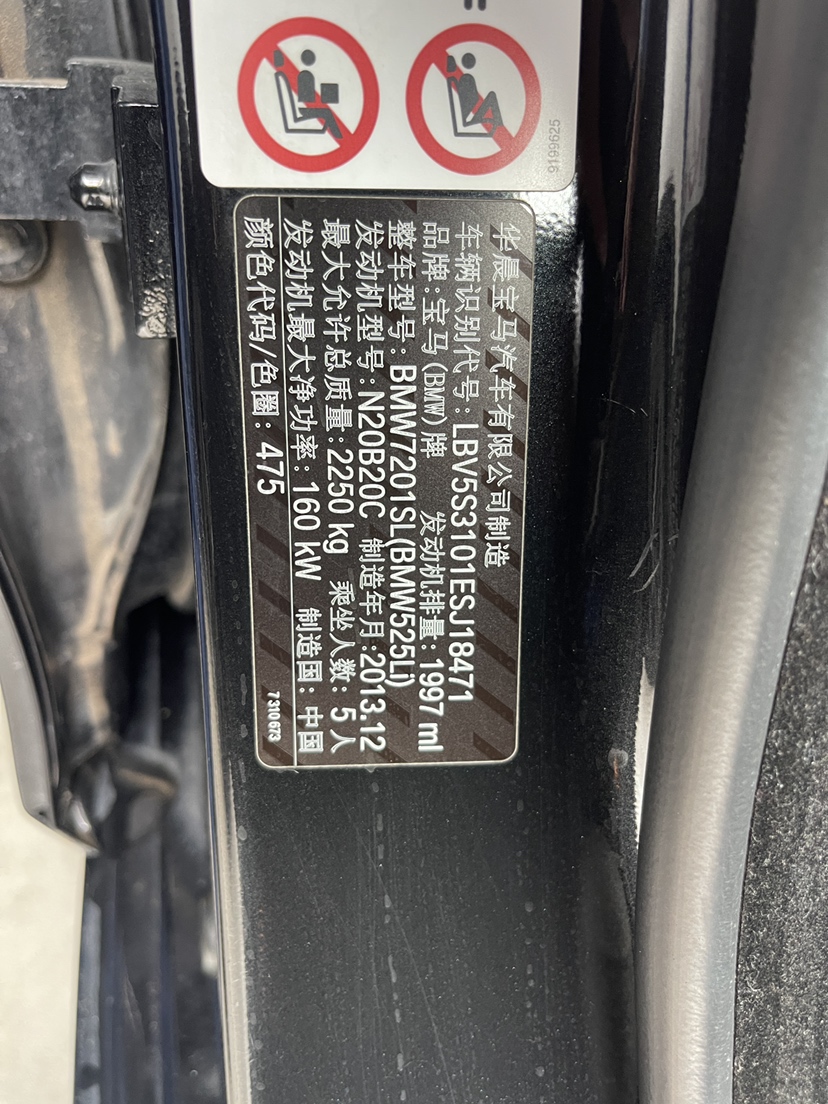 9199625
华晨宝马汽车有限公司制造
车辆识别代号: LBV5S3101ESJ18471
品牌: 宝马(BMW)牌 发动机排量: 1997 ml
整车型号: BMW7201SL(BMW525Li)
发动机型号: N20B20C 制造年月: 2013.12
最大允许总质量: 2250 kg 乘坐人数: 5 人
发动机最大净功率: 160 kW 制造国: 中国
颜色代码/色圈: 475
7 310 673